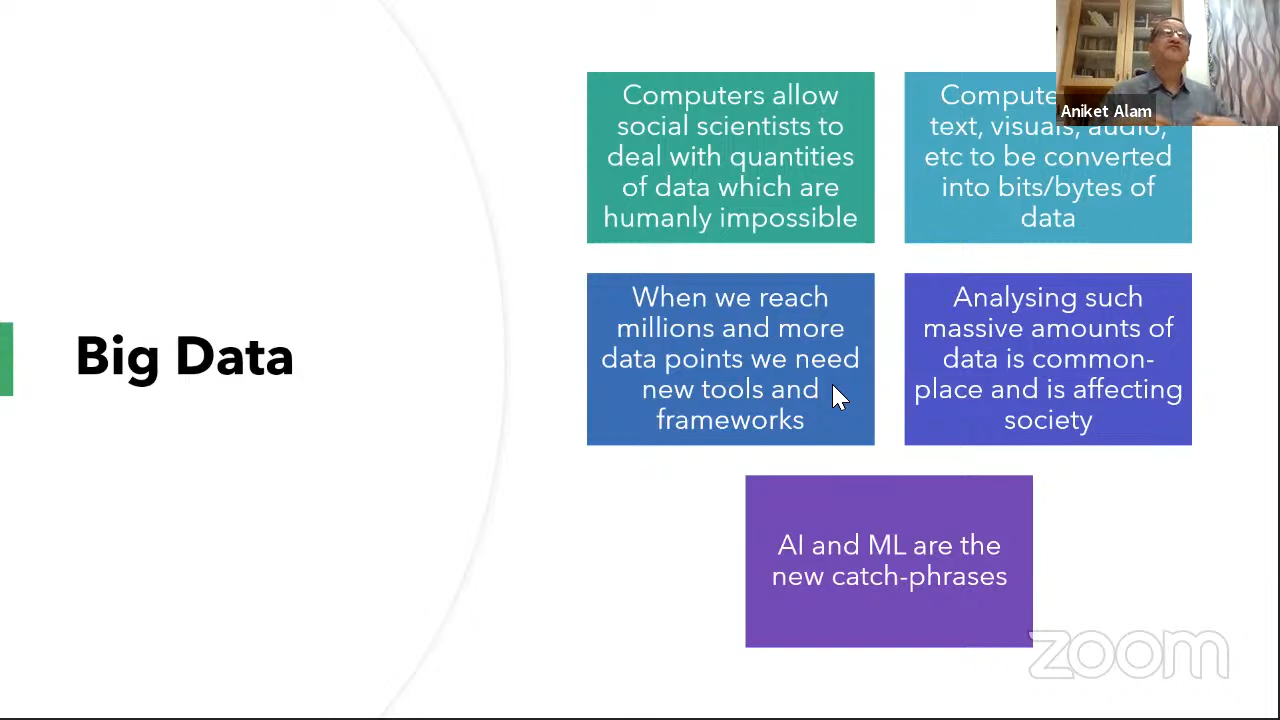 Big Data
Computers allow
social scientists to
deal with quantities
of data which are
humanly impossible
text, visuals, audio,
etc to be converted
into bits/bytes of
data
When we reach
millions and more
data points we need
new tools and
frameworks
Analysing such
massive amounts of
data is common-
place and is affecting
society
AI and ML are the
new catch-phrases
Aniket Alam
zoom